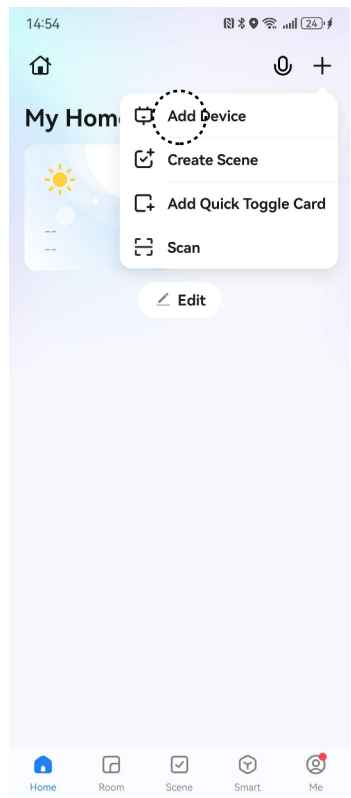 14:54
24
My Hom
Add Device
Create Scene
Add Quick Toggle Card
Scan
--
--
Edit
Home Room Scene Smart Me